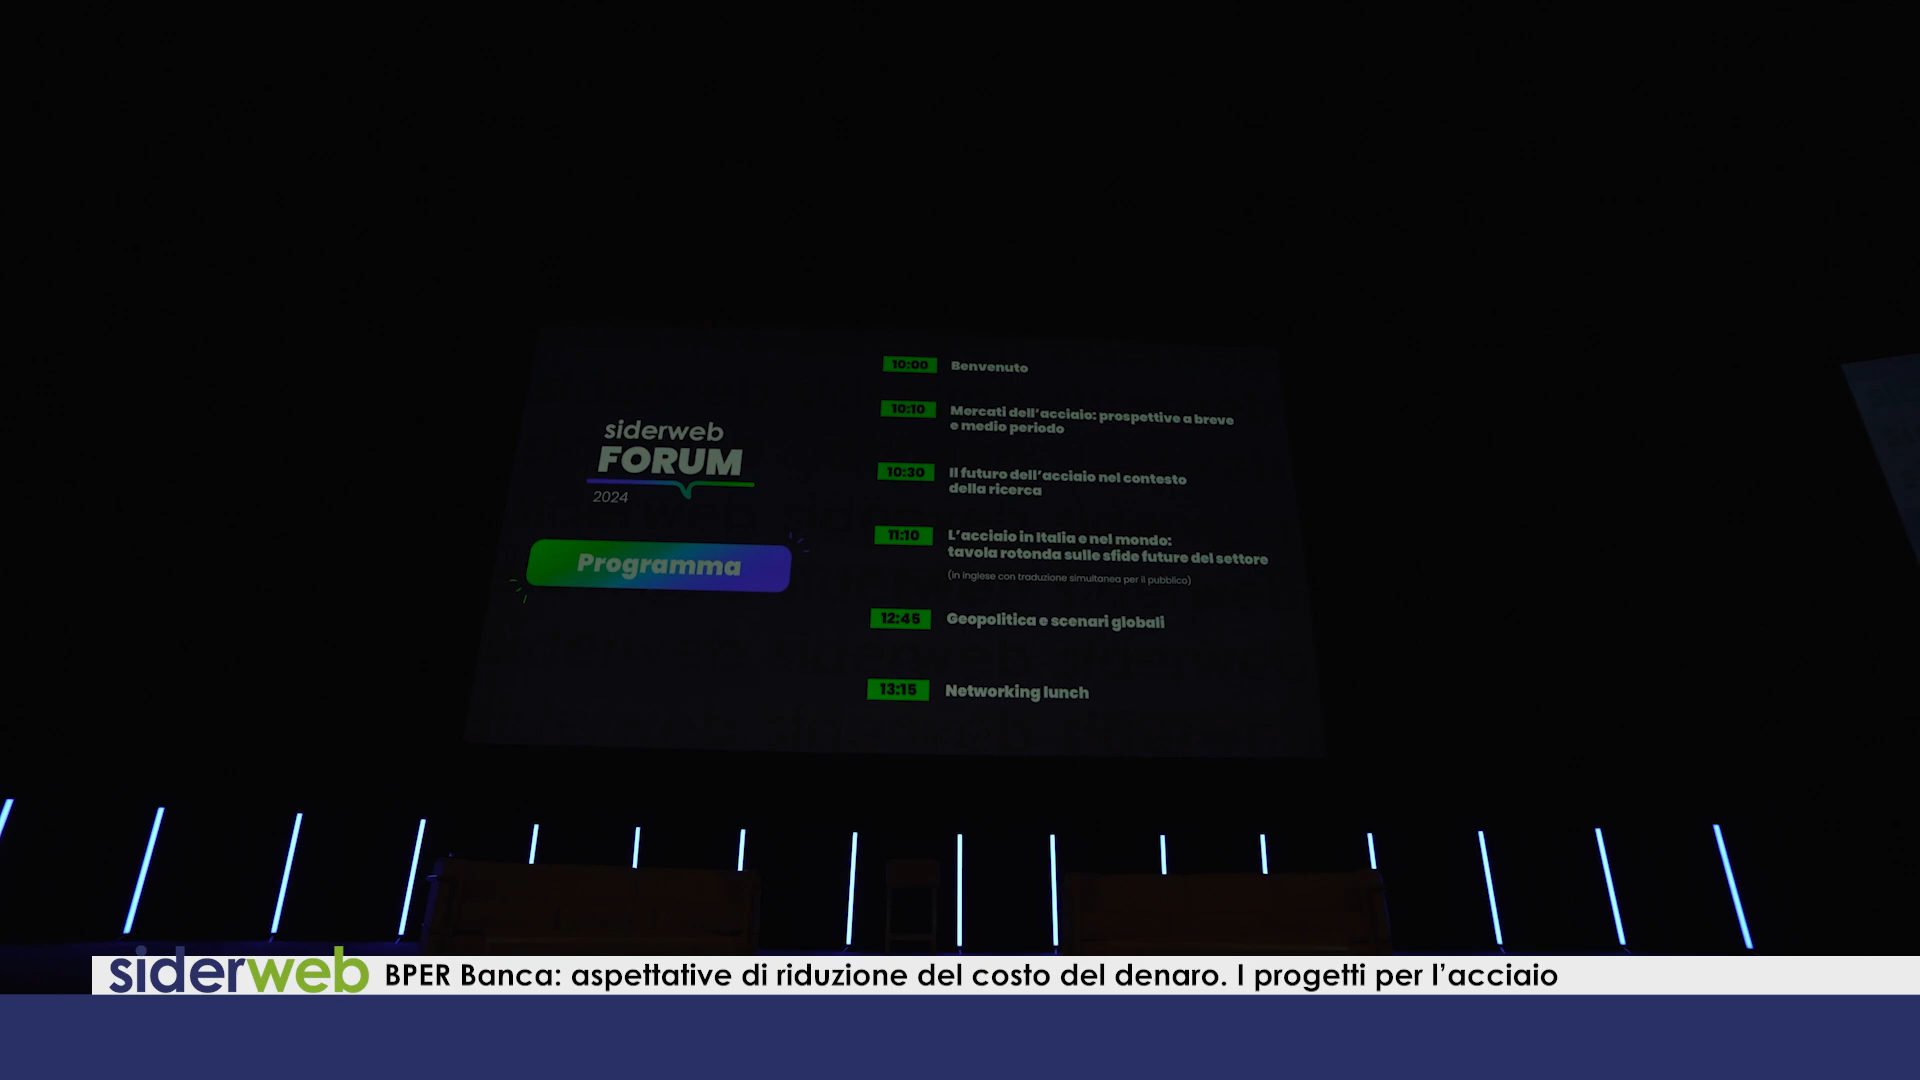 siderweb
FORUM
2024
Programma
10:00 Benvenuto
10:10 Mercati dell'acciaio: prospettive a breve
e medio periodo
10:30 Il futuro dell'acciaio nel contesto
della ricerca
11:10 L'acciaio in Italia e nel mondo:
tavola rotonda sulle sfide future del settore
(in inglese con traduzione simultanea per il pubblico)
12:45 Geopolitica e scenari globali
13:15 Networking lunch
siderweb BPER Banca: aspettative di riduzione del costo del denaro. I progetti per l'acciaio